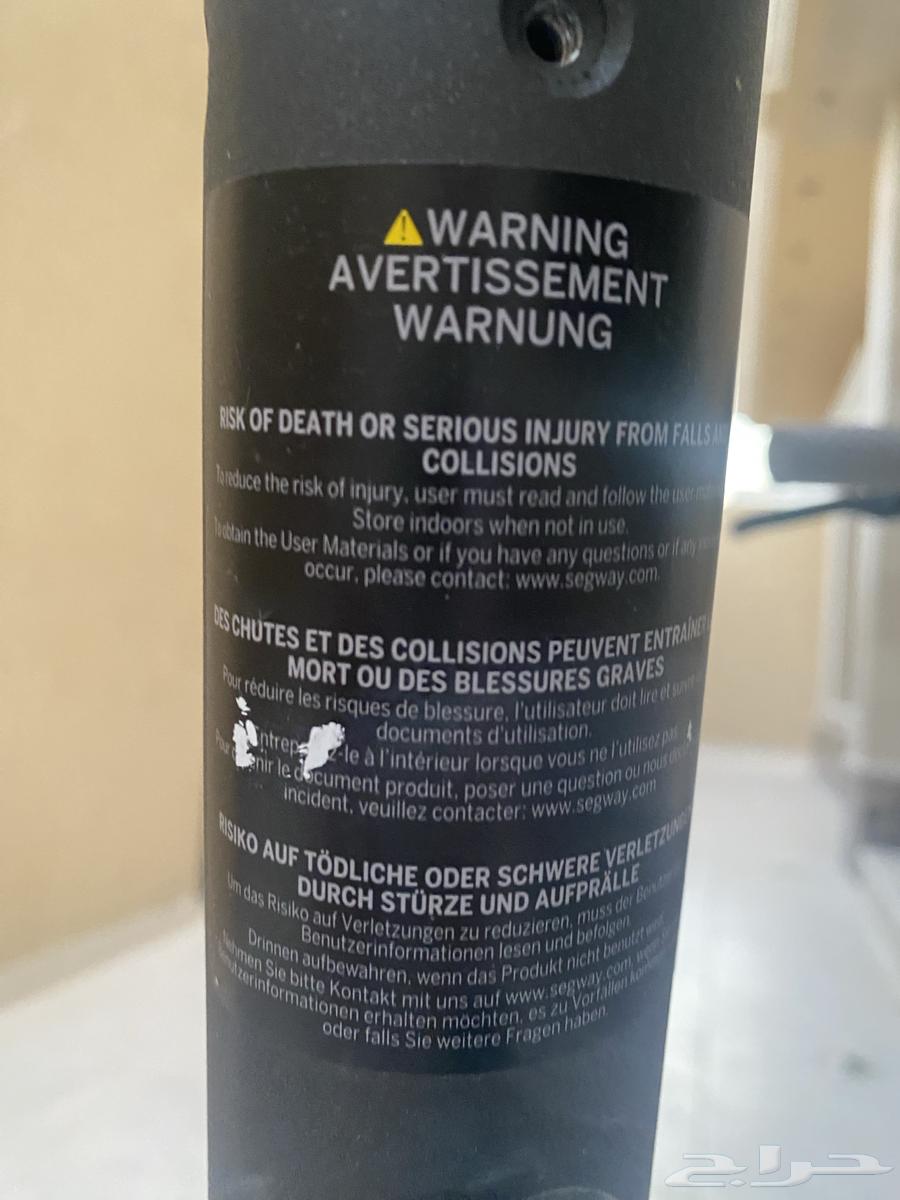 WARNING
AVERTISSEMENT
WARNUNG
RISK OF DEATH OR SERIOUS INJURY FROM FALLS
COLLISIONS
To reduce the risk of injury, user must read and follow the user
Store indoors when not in use.
To obtain the User Materials or if you have any questions or if any
occur, please contact: www.segway.com.
DES CHUTES ET DES COLLISIONS PEUVENT ENTRAÎNER
MORT OU DES BLESSURES GRAVES
Pour réduire les risques de blessure, l'utilisateur doit lire et suivre
documents d'utilisation.
-le à l'intérieur lorsque vous ne l'utilisez pas
Pour le document produit, poser une question ou nous
incident, veuillez contacter: www.segway.com
RISIKO AUF TÖDLICHE ODER SCHWERE VERLETZUNGEN
DURCH STÜRZE UND AUFPRÄLLE
Um das Risiko auf Verletzungen zu reduzieren, muss der
Benutzerinformationen lesen und befolgen.
Drinnen aufbewahren, wenn das Produkt nicht benutzt wird.
Nehmen Sie bitte Kontakt mit uns auf www.segway.com,
Benutzerinformationen erhalten möchten, es zu Vorfällen
oder falls Sie weitere Fragen haben.
حراج